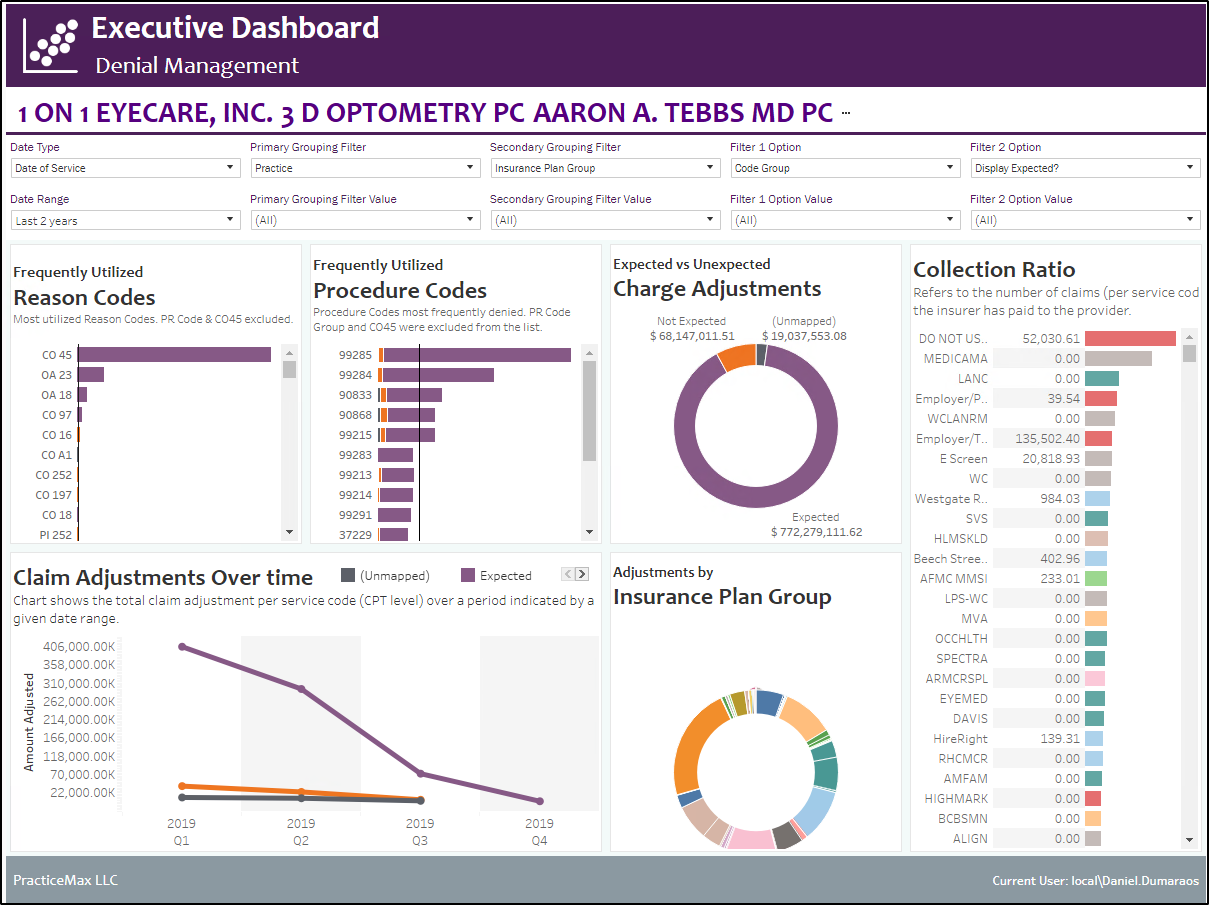 Executive Dashboard
Denial Management
1 ON 1 EYECARE, INC. 3 D OPTOMETRY PC AARON A. TEBBS MD PC ...
Date Type
Primary Grouping Filter
Secondary Grouping Filter
Filter 1 Option
Filter 2 Option
Date of Service
Practice
Insurance Plan Group
Code Group
Display Expected?
Date Range
Primary Grouping Filter Value
Secondary Grouping Filter Value
Filter 1 Option Value
Filter 2 Option Value
Last 2 years
(All)
(All)
(All)
(All)
Frequently Utilized
Reason Codes
Most utilized Reason Codes. PR Code & CO45 excluded.
CO 45
OA 23
OA 18
CO 97
CO 16
CO A1
CO 252
CO 197
CO 18
PI 252
Frequently Utilized
Procedure Codes
Procedure Codes most frequently denied. PR Code
Group and CO45 were excluded from the list.
99285
99284
90833
90868
99215
99283
99213
99214
99291
37229
Expected vs Unexpected
Charge Adjustments
Not Expected
$ 68,147,011.51
(Unmapped)
$ 19,037,553.08
Expected
$ 772,279,111.62
Collection Ratio
Refers to the number of claims (per service cod
the insurer has paid to the provider.
DO NOT US.. 52,030.61
MEDICAMA 0.00
LANC 0.00
Employer/P.. 39.54
WCLANRM 0.00
Employer/T.. 135,502.40
E Screen 20,818.93
WC 0.00
Westgate R.. 984.03
SVS 0.00
HLMSKLD 0.00
Beech Stree.. 402.96
AFMC MMSI 233.01
LPS-WC 0.00
MVA 0.00
OCCHLTH 0.00
SPECTRA 0.00
ARMCRSPL 0.00
EYEMED 0.00
DAVIS 0.00
HireRight 139.31
RHCMCR 0.00
AMFAM 0.00
HIGHMARK 0.00
BCBSMN 0.00
ALIGN 0.00
Claim Adjustments Over time
(Unmapped)
Expected
Chart shows the total claim adjustment per service code (CPT level) over a period indicated by a
given date range.
Amount Adjusted
406,000.00K
358,000.00K
310,000.00K
262,000.00K
214,000.00K
166,000.00K
118,000.00K
70,000.00K
22,000.00K
2019
Q1
2019
Q2
2019
Q3
2019
Q4
Adjustments by
Insurance Plan Group
PracticeMax LLC
Current User: local\Daniel.Dumaraos